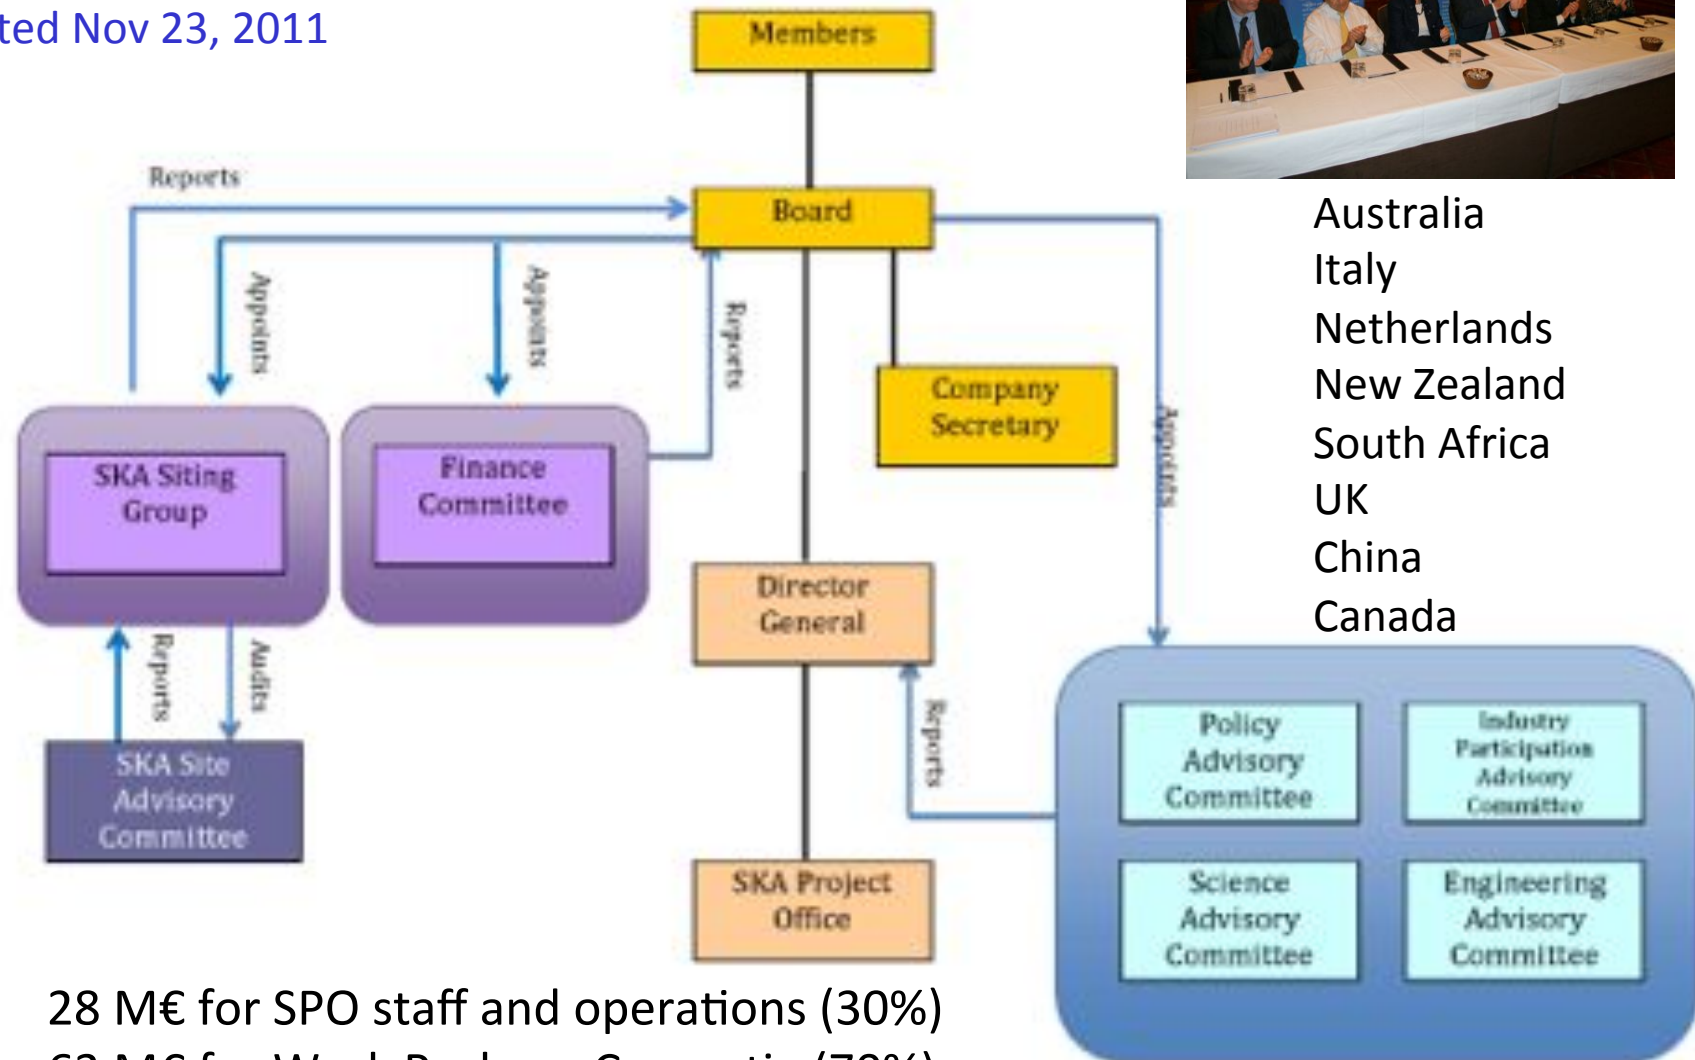 ted Nov 23, 2011
Members
Reports
Board
Appoints
Appoints
Reports
Company
Secretary
Appoints
Australia
Italy
Netherlands
New Zealand
South Africa
UK
China
Canada
SKA Siting
Group
Finance
Committee
Director
General
Reports
Audits
Reports
SKA Site
Advisory
Committee
Policy
Advisory
Committee
Industry
Participation
Advisory
Committee
SKA Project
Office
Science
Advisory
Committee
Engineering
Advisory
Committee
28 M€ for SPO staff and operations (30%)